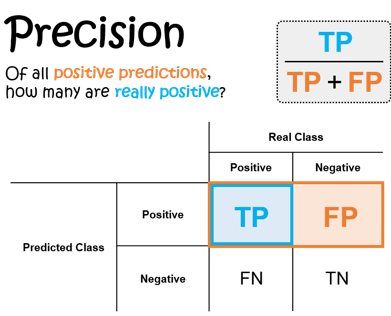 Precision
Of all positive predictions,
how many are really positive?
TP
TP + FP
Real Class
Positive Negative
Predicted Class
Positive TP FP
Negative FN TN